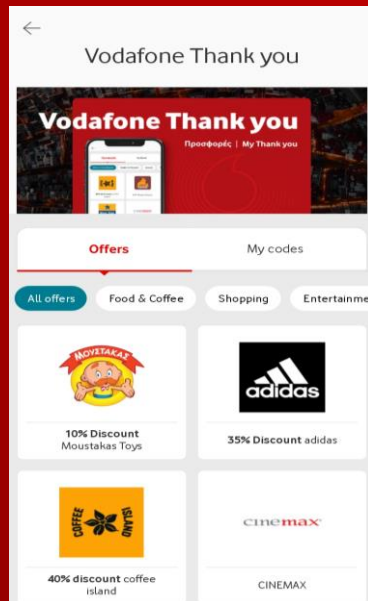 Vodafone Thank you
Vodafone Thank you
Προσφορές | My Thank you
Offers
My codes
All offers
Food & Coffee
Shopping
Entertainme
ΜΟΥΣΤΑΚΑΣ
adidas
10% Discount
Moustakas Toys
35% Discount adidas
COFFEE
ISLAND
cinemax
40% discount coffee
island
CINEMAX